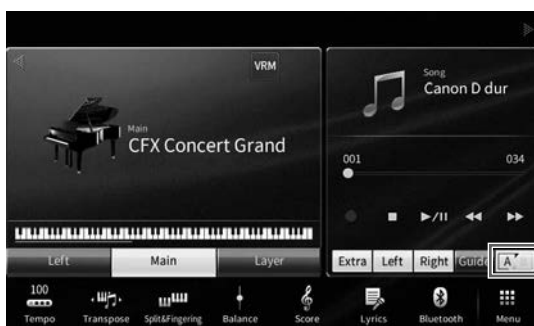 VRM
Main
CFX Concert Grand
Song
Canon D dur
001
034
Left
Main
Layer
Extra
Left
Right
Guide
A
100
Tempo
Transpose
Split&Fingering
Balance
Score
Lyrics
Bluetooth
Menu